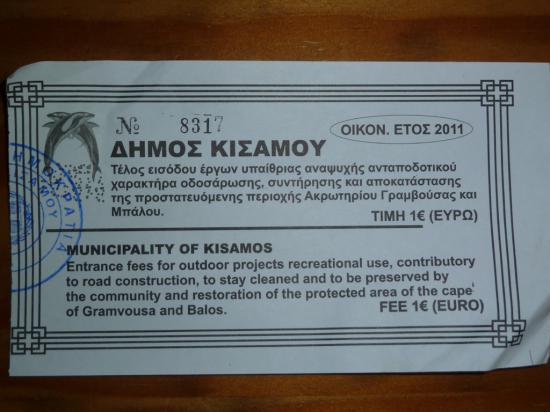 № 8317
ΟΙΚΟΝ. ΕΤΟΣ 2011
ΔΗΜΟΣ ΚΙΣΑΜΟΥ
Τέλος εισόδου έργων υπαίθριας αναψυχής ανταποδοτικού
χαρακτήρα οδοσάρωσης, συντήρησης και αποκατάστασης
της προστατευόμενης περιοχής Ακρωτηρίου Γραμβούσας και
Μπάλου.
ΤΙΜΗ 1€ (ΕΥΡΩ)
MUNICIPALITY OF KISAMOS
Entrance fees for outdoor projects recreational use, contributory
to road construction, to stay cleaned and to be preserved by
the community and restoration of the protected area of the cape
of Gramvousa and Balos.
FEE 1€ (EURO)
ΗΜΟΚΡΑΤΙΑ
ΙΣΑΜΟΥ